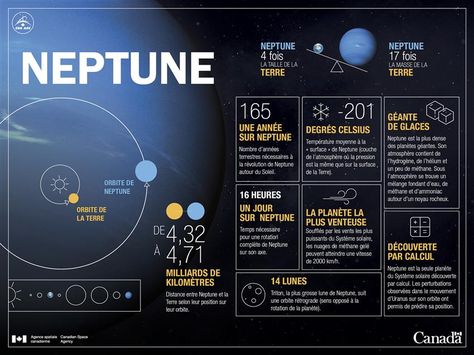 CSA ASC
NEPTUNE
NEPTUNE
4 fois
LA TAILLE DE LA
TERRE
NEPTUNE
17 fois
LA MASSE DE LA
TERRE
ORBITE DE
NEPTUNE
ORBITE DE
LA TERRE
DE
4,32
À
4,71
MILLIARDS DE
KILOMÈTRES
Distance entre Neptune et la
Terre selon leur position sur
leur orbite.
165
UNE ANNÉE
SUR NEPTUNE
Nombre d'années
terrestres nécessaires à
la révolution de Neptune
autour du Soleil.
-201
DEGRÉS CELSIUS
Température moyenne à la
« surface » de Neptune (couche
de l'atmosphère où la pression
est la même que sur la surface
de la Terre).
GÉANTE
DE GLACES
Neptune est la plus dense
des planètes géantes. Son
atmosphère contient de
l'hydrogène, de l'hélium et
un peu de méthane. Sous
l'atmosphère se trouve un
mélange fondant d'eau, de
méthane et d'ammoniac
autour d'un noyau rocheux.
16 HEURES
UN JOUR
SUR NEPTUNE
Temps nécessaire
pour une rotation
complète de Neptune
sur son axe.
LA PLANÈTE LA
PLUS VENTEUSE
Soufflés par les vents les plus
puissants du Système solaire,
les nuages de méthane gelé
peuvent atteindre une vitesse
de 2000 km/h.
DÉCOUVERTE
PAR CALCUL
Neptune est la seule planète
du Système solaire découverte
par calcul. Les perturbations
observées dans le mouvement
d'Uranus sur son orbite ont
permis de prédire sa position.
14 LUNES
Triton, la plus grosse lune de Neptune, suit
une orbite rétrograde (sens opposé à la
rotation de la planète).
Agence spatiale
canadienne
Canadian Space
Agency
Canada